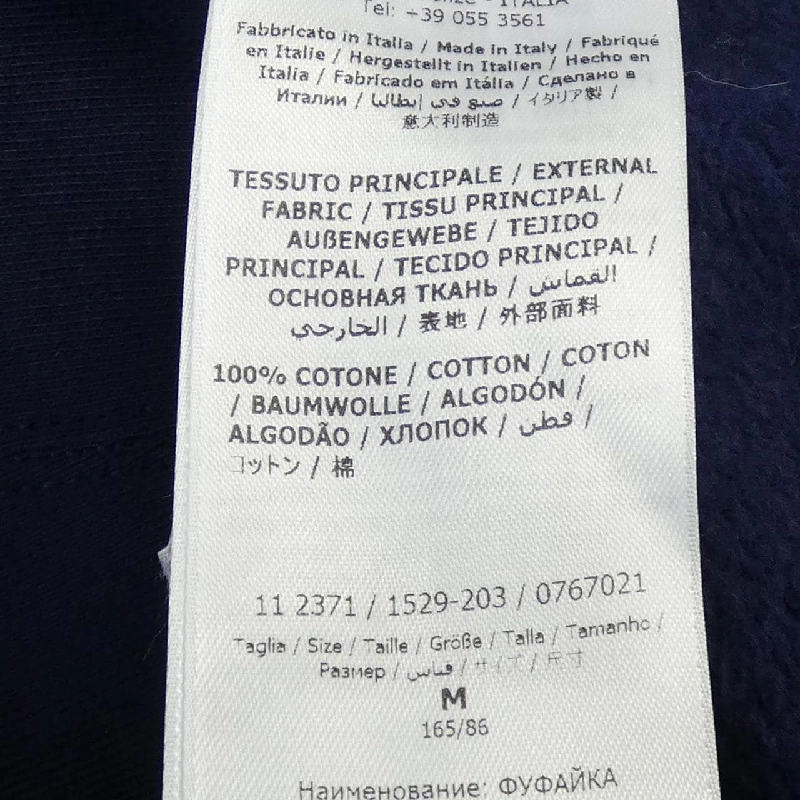 ITALIA
Tel: +39 055 3561
Fabbricato in Italia / Made in Italy / Fabriqué
en Italie / Hergestellt in Italien / Hecho en
Italia / Fabricado em Itália / Сделано в
Италии / صنع في إيطاليا / イタリア製 /
意大利制造
TESSUTO PRINCIPALE / EXTERNAL
FABRIC / TISSU PRINCIPAL /
AUßENGEWEBE / TEJIDO
PRINCIPAL / TECIDO PRINCIPAL /
ОСНОВНАЯ ТКАНЬ / القماش
الخارجي / 表地 / 外部面料
100% COTONE / COTTON / COTON
/ BAUMWOLLE / ALGODÓN /
ALGODÃO / ХЛОПОК / قطن /
コットン / 棉
11 2371 / 1529-203 / 0767021
Taglia / Size / Taille / Größe / Talla / Tamanho /
Размер / قياس / サイズ / 尺寸
M
165/86
Наименование: ФУФАЙКА